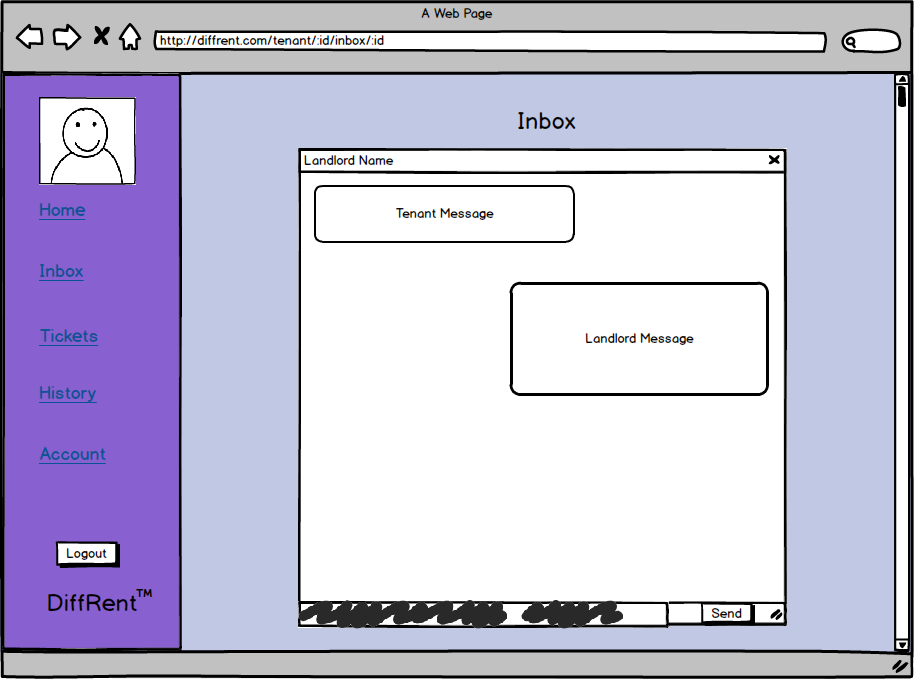 A Web Page
http://diffrent.com/tenant/:id/inbox/:id
Inbox
Landlord Name
Tenant Message
Landlord Message
Send
Home
Inbox
Tickets
History
Account
Logout
DiffRent™